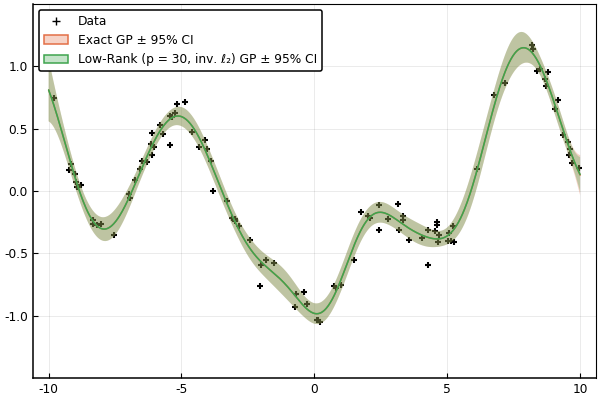 Data
Exact GP ± 95% CI
Low-Rank (p = 30, inv. ℓ₂) GP ± 95% CI
1.0
0.5
0.0
-0.5
-1.0
-10 -5 0 5 10